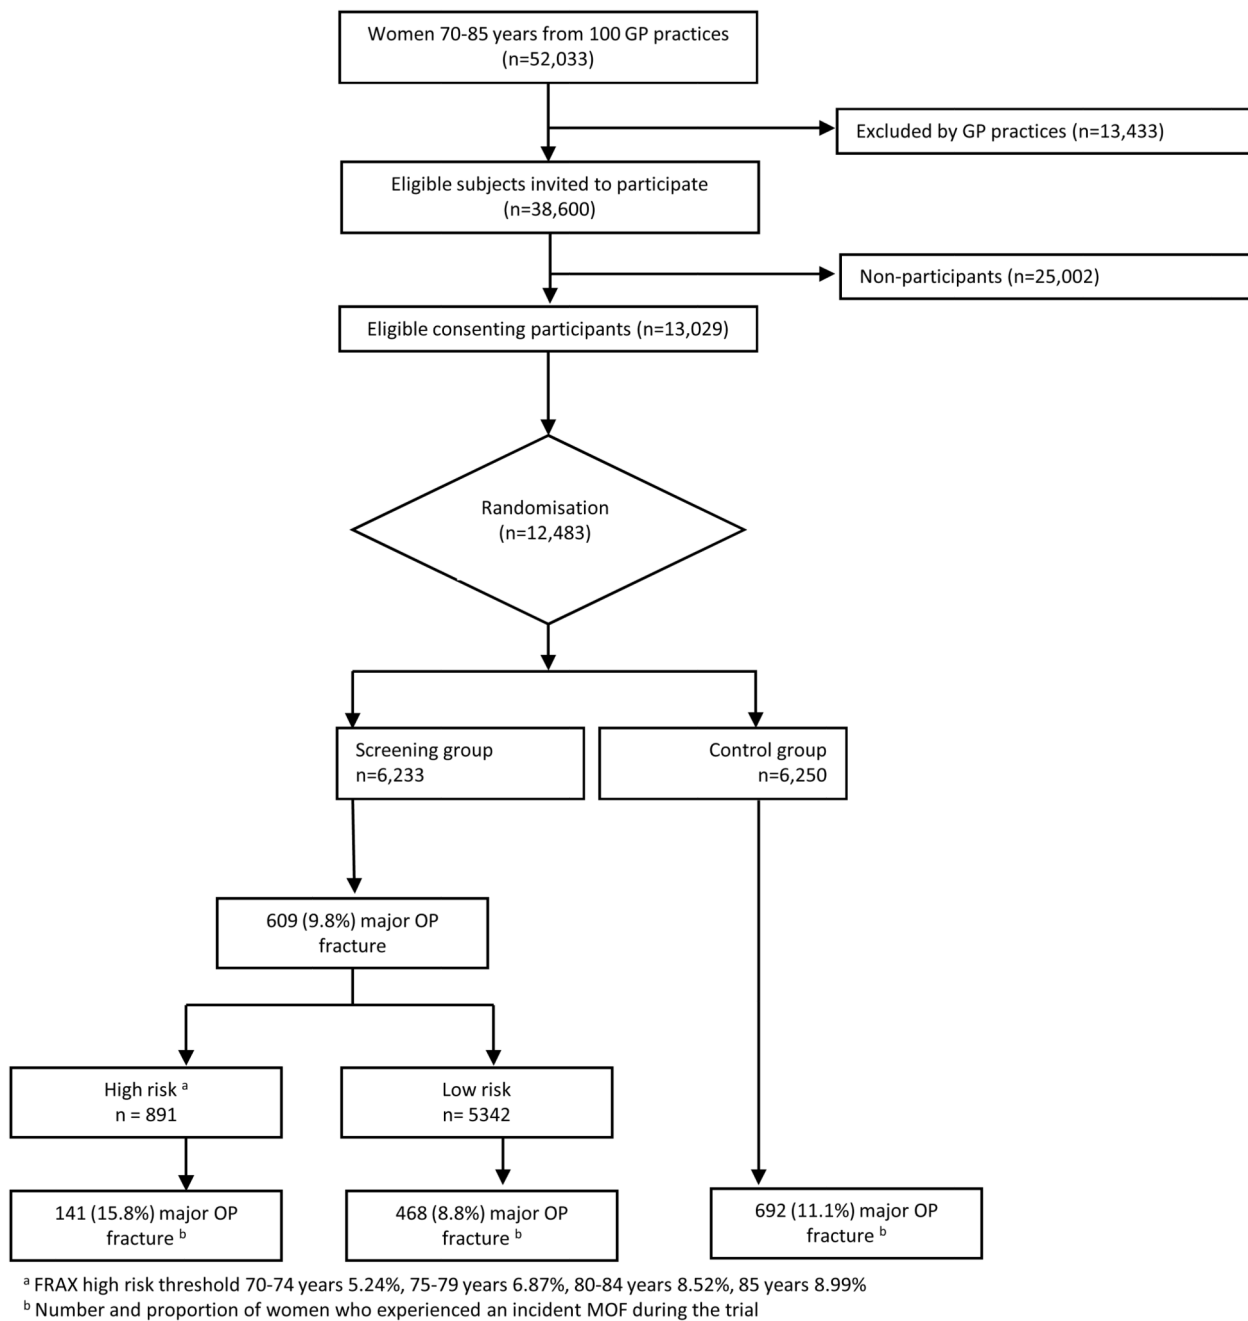 Women 70-85 years from 100 GP practices
(n=52,033)
Excluded by GP practices (n=13,433)
Eligible subjects invited to participate
(n=38,600)
Non-participants (n=25,002)
Eligible consenting participants (n=13,029)
Randomisation
(n=12,483)
Screening group
n=6,233
Control group
n=6,250
609 (9.8%) major OP
fracture
High risk ᵃ
n = 891
Low risk
n= 5342
141 (15.8%) major OP
fracture ᵇ
468 (8.8%) major OP
fracture ᵇ
692 (11.1%) major OP
fracture ᵇ
ᵃ FRAX high risk threshold 70-74 years 5.24%, 75-79 years 6.87%, 80-84 years 8.52%, 85 years 8.99%
ᵇ Number and proportion of women who experienced an incident MOF during the trial